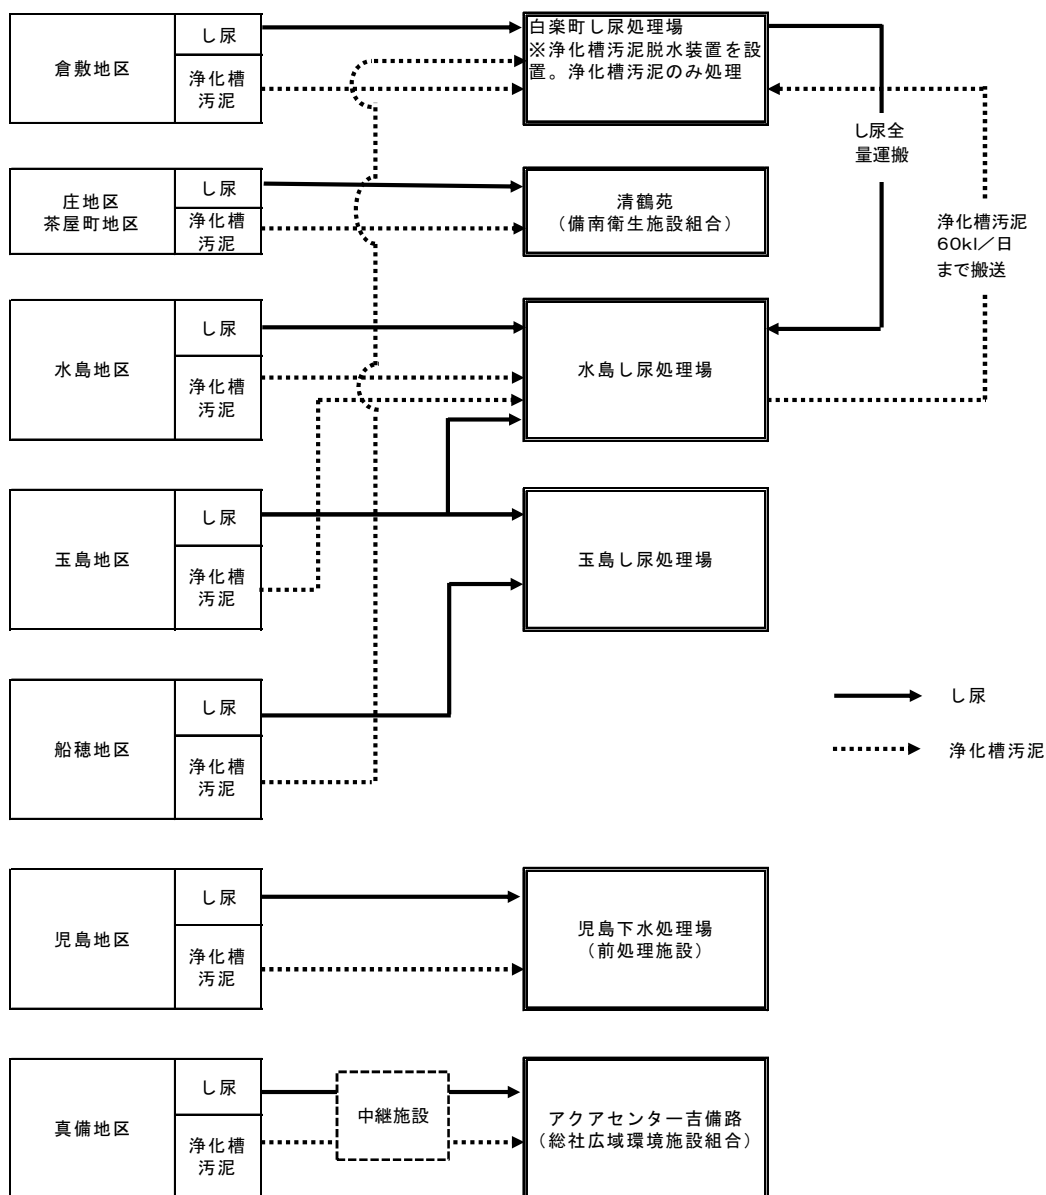 倉敷地区
し尿
浄化槽
汚泥
白楽町し尿処理場
※浄化槽汚泥脱水装置を設
置。浄化槽汚泥のみ処理
し尿全
量運搬
庄地区
茶屋町地区
し尿
浄化槽
汚泥
清鶴苑
（備南衛生施設組合）
浄化槽汚泥
60kl／日
まで搬送
水島地区
し尿
浄化槽
汚泥
水島し尿処理場
玉島地区
し尿
浄化槽
汚泥
玉島し尿処理場
船穂地区
し尿
浄化槽
汚泥
し尿
浄化槽汚泥
児島地区
し尿
浄化槽
汚泥
児島下水処理場
（前処理施設）
真備地区
し尿
浄化槽
汚泥
中継施設
アクアセンター吉備路
（総社広域環境施設組合）